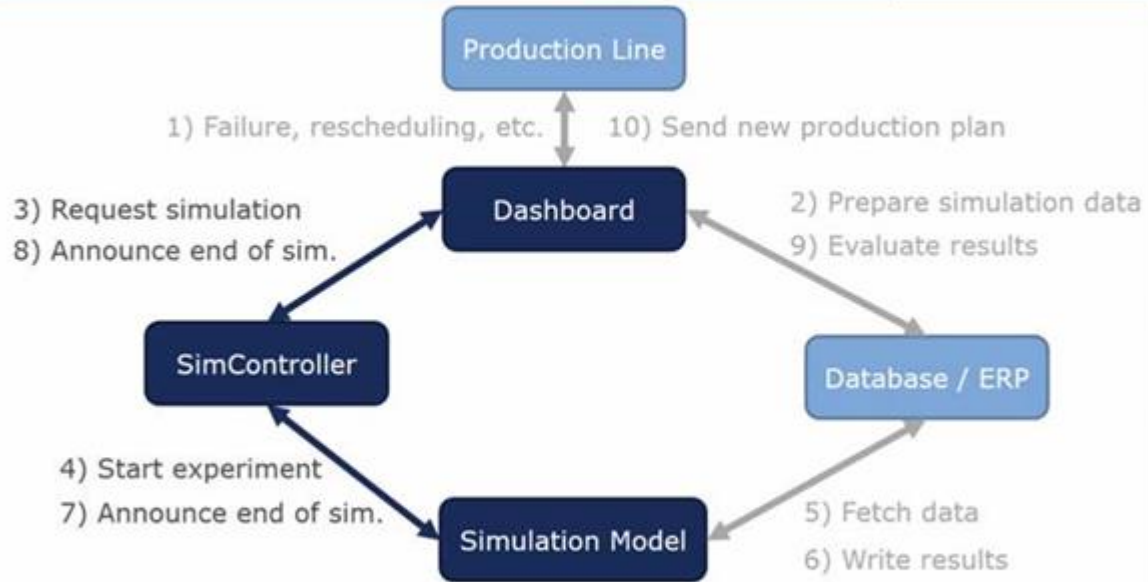 Production Line
1) Failure, rescheduling, etc.
10) Send new production plan
Dashboard
3) Request simulation
8) Announce end of sim.
2) Prepare simulation data
9) Evaluate results
SimController
Database / ERP
4) Start experiment
7) Announce end of sim.
Simulation Model
5) Fetch data
6) Write results